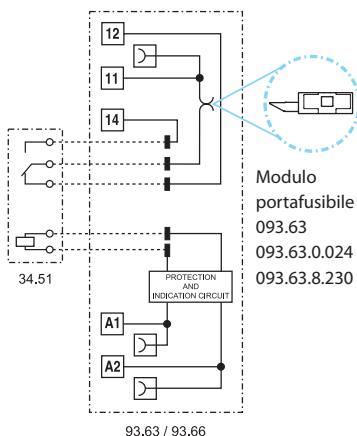 12
11
14
Modulo
portafusibile
093.63
093.63.0.024
093.63.8.230
34.51
PROTECTION
AND
INDICATION CIRCUIT
A1
A2
93.63 / 93.66